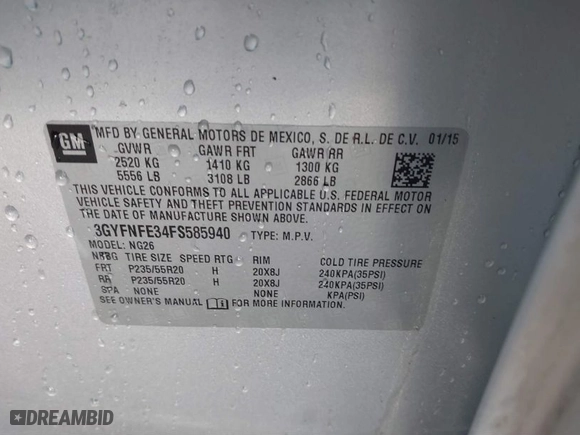 GM
MFD BY GENERAL MOTORS DE MEXICO, S. DE R.L. DE C.V. 01/15
GVWR GAWR FRT GAWR RR
2520 KG 1410 KG 1300 KG
5556 LB 3108 LB 2866 LB
THIS VEHICLE CONFORMS TO ALL APPLICABLE U.S. FEDERAL MOTOR
VEHICLE SAFETY AND THEFT PREVENTION STANDARDS IN EFFECT ON
THE DATE OF MANUFACTURE SHOWN ABOVE.
3GYFNFE34FS585940 TYPE: M.P.V.
MODEL: NG26
TIRE SIZE SPEED RTG RIM COLD TIRE PRESSURE
FRT P235/55R20 H 20X8J 240KPA(35PSI)
RR P235/55R20 H 20X8J 240KPA(35PSI)
SPA NONE NONE KPA(PSI)
SEE OWNER'S MANUAL FOR MORE INFORMATION.
DREAMBID